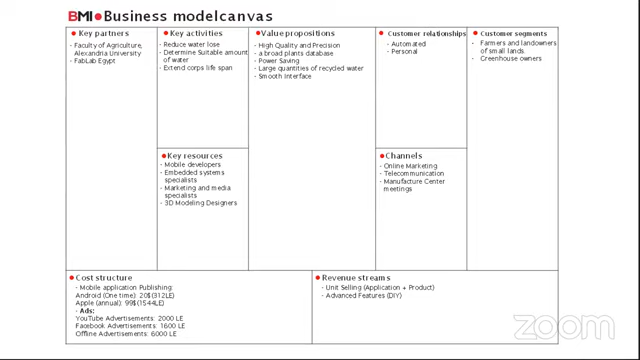 BMI Business modelcanvas
Key partners
- Faculty of Agriculture,
Alexandria University
- FabLab Egypt
Key activities
- Reduce water lose
- Determine Suitable amount
of water
- Extend corps life span
Key resources
- Mobile developers
- Embedded systems
specialists
- Marketing and media
specialists
- 3D Modeling Designers
Value propositions
- High Quality and Precision
- a broad plants database
- Power Saving
- Large quantities of recycled water
- Smooth Interface
Customer relationships
- Automated
- Personal
Channels
- Online Marketing
- Telecommunication
- Manufacture Center
meetings
Customer segments
- Farmers and landowners
of small lands.
- Greenhouse owners
Cost structure
- Mobile application Publishing:
Android (One time): 20$(312LE)
Apple (annual): 99$(1544LE)
- Ads:
YouTube Advertisements: 2000 LE
Facebook Advertisements: 1600 LE
Offline Advertisements: 6000 LE
Revenue streams
- Unit Selling (Application + Product)
- Advanced Features (DIY)
zoom